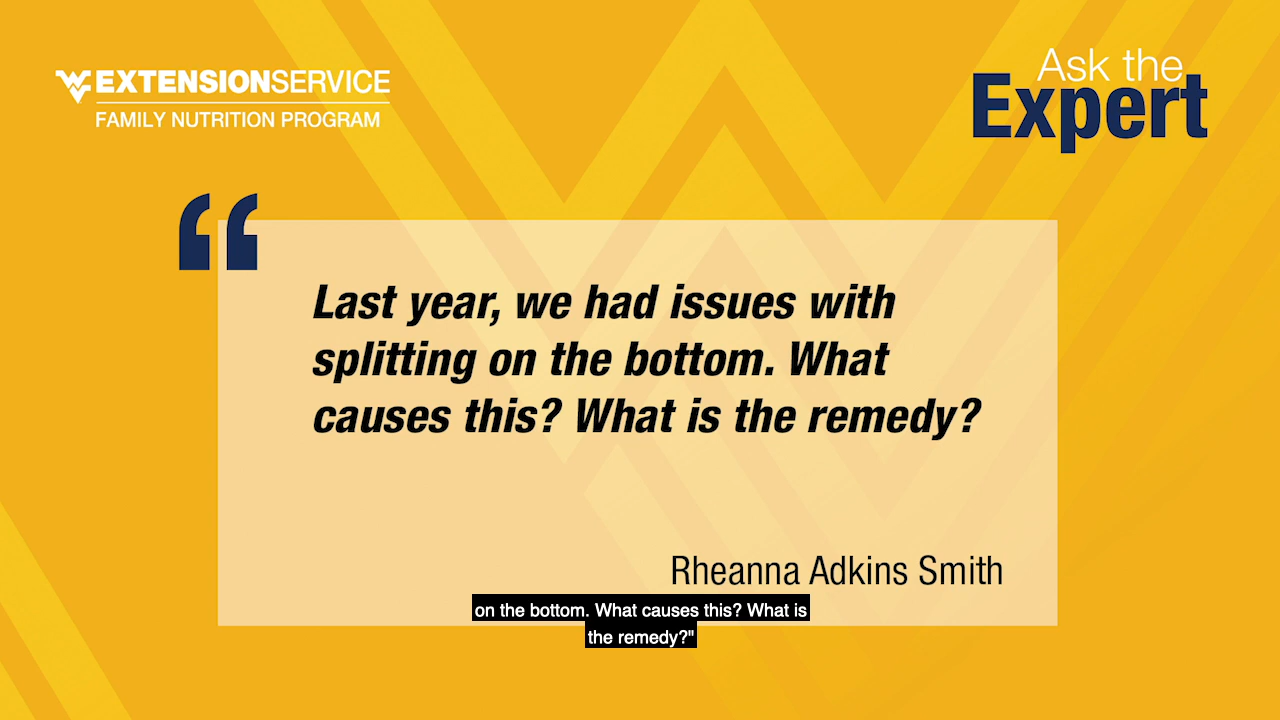 EXTENSIONSERVICE
FAMILY NUTRITION PROGRAM
Ask the
Expert
“
Last year, we had issues with
splitting on the bottom. What
causes this? What is the remedy?
Rheanna Adkins Smith
on the bottom. What causes this? What is
the remedy?"